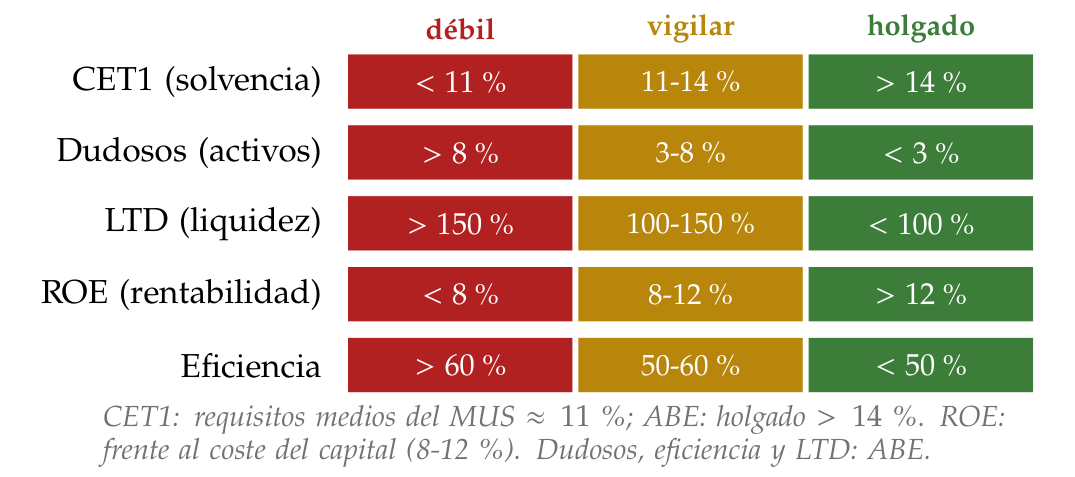 débil vigilar holgado
CET1 (solvencia) < 11 % 11-14 % > 14 %
Dudosos (activos) > 8 % 3-8 % < 3 %
LTD (liquidez) > 150 % 100-150 % < 100 %
ROE (rentabilidad) < 8 % 8-12 % > 12 %
Eficiencia > 60 % 50-60 % < 50 %
CET1: requisitos medios del MUS ≈ 11 %; ABE: holgado > 14 %. ROE:
frente al coste del capital (8-12 %). Dudosos, eficiencia y LTD: ABE.